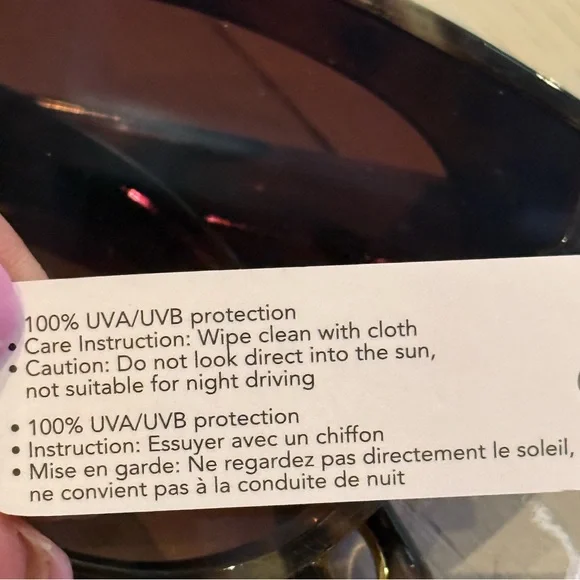 100% UVA/UVB protection
• Care Instruction: Wipe clean with cloth
• Caution: Do not look direct into the sun,
not suitable for night driving
• 100% UVA/UVB protection
• Instruction: Essuyer avec un chiffon
• Mise en garde: Ne regardez pas directement le soleil,
ne convient pas à la conduite de nuit